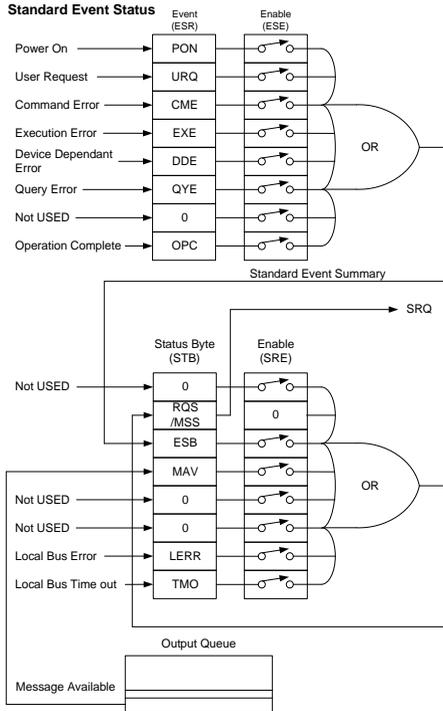 Standard Event Status
Event
(ESR)
Enable
(ESE)
Power On
PON
User Request
URQ
Command Error
CME
Execution Error
EXE
Device Dependant
Error
DDE
Query Error
QYE
Not USED
0
Operation Complete
OPC
OR
Standard Event Summary
SRQ
Status Byte
(STB)
Enable
(SRE)
Not USED
0
RQS
/MSS
0
ESB
MAV
Not USED
0
Not USED
0
Local Bus Error
LERR
Local Bus Time out
TMO
OR
Output Queue
Message Available